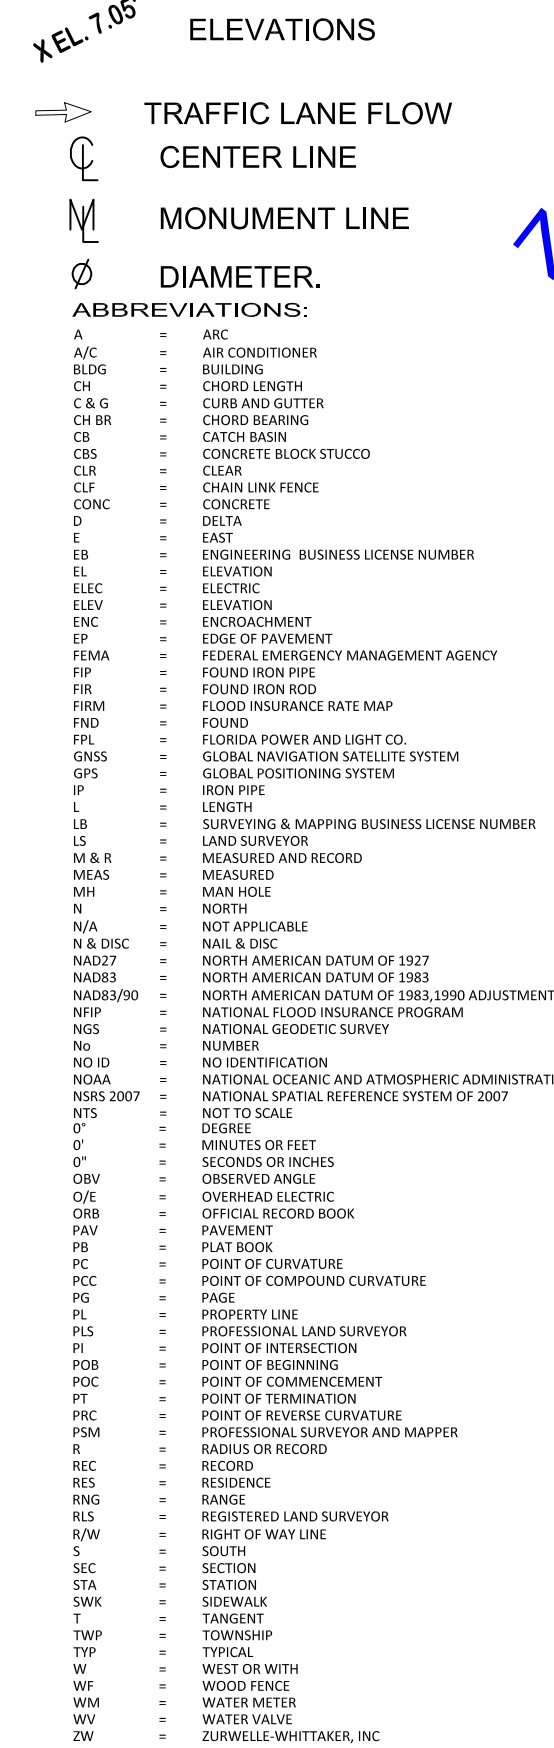 X EL. 7.05' ELEVATIONS
TRAFFIC LANE FLOW
CL CENTER LINE
ML MONUMENT LINE
Ø DIAMETER.
ABBREVIATIONS:
A = ARC
A/C = AIR CONDITIONER
BLDG = BUILDING
CH = CHORD LENGTH
C & G = CURB AND GUTTER
CH BR = CHORD BEARING
CB = CATCH BASIN
CBS = CONCRETE BLOCK STUCCO
CLR = CLEAR
CLF = CHAIN LINK FENCE
CONC = CONCRETE
D = DELTA
E = EAST
EB = ENGINEERING BUSINESS LICENSE NUMBER
EL = ELEVATION
ELEC = ELECTRIC
ELEV = ELEVATION
ENC = ENCROACHMENT
EP = EDGE OF PAVEMENT
FEMA = FEDERAL EMERGENCY MANAGEMENT AGENCY
FIP = FOUND IRON PIPE
FIR = FOUND IRON ROD
FIRM = FLOOD INSURANCE RATE MAP
FND = FOUND
FPL = FLORIDA POWER AND LIGHT CO.
GNSS = GLOBAL NAVIGATION SATELLITE SYSTEM
GPS = GLOBAL POSITIONING SYSTEM
IP = IRON PIPE
L = LENGTH
LB = SURVEYING & MAPPING BUSINESS LICENSE NUMBER
LS = LAND SURVEYOR
M & R = MEASURED AND RECORD
MEAS = MEASURED
MH = MAN HOLE
N = NORTH
N/A = NOT APPLICABLE
N & DISC = NAIL & DISC
NAD27 = NORTH AMERICAN DATUM OF 1927
NAD83 = NORTH AMERICAN DATUM OF 1983
NAD83/90 = NORTH AMERICAN DATUM OF 1983,1990 ADJUSTMENT
NFIP = NATIONAL FLOOD INSURANCE PROGRAM
NGS = NATIONAL GEODETIC SURVEY
No = NUMBER
NO ID = NO IDENTIFICATION
NOAA = NATIONAL OCEANIC AND ATMOSPHERIC ADMINISTRATI
NSRS 2007 = NATIONAL SPATIAL REFERENCE SYSTEM OF 2007
NTS = NOT TO SCALE
0° = DEGREE
0' = MINUTES OR FEET
0" = SECONDS OR INCHES
OBV = OBSERVED ANGLE
O/E = OVERHEAD ELECTRIC
ORB = OFFICIAL RECORD BOOK
PAV = PAVEMENT
PB = PLAT BOOK
PC = POINT OF CURVATURE
PCC = POINT OF COMPOUND CURVATURE
PG = PAGE
PL = PROPERTY LINE
PLS = PROFESSIONAL LAND SURVEYOR
PI = POINT OF INTERSECTION
POB = POINT OF BEGINNING
POC = POINT OF COMMENCEMENT
PT = POINT OF TERMINATION
PRC = POINT OF REVERSE CURVATURE
PSM = PROFESSIONAL SURVEYOR AND MAPPER
R = RADIUS OR RECORD
REC = RECORD
RES = RESIDENCE
RNG = RANGE
RLS = REGISTERED LAND SURVEYOR
R/W = RIGHT OF WAY LINE
S = SOUTH
SEC = SECTION
STA = STATION
SWK = SIDEWALK
T = TANGENT
TWP = TOWNSHIP
TYP = TYPICAL
W = WEST OR WITH
WF = WOOD FENCE
WM = WATER METER
WV = WATER VALVE
ZW = ZURWELLE-WHITTAKER, INC